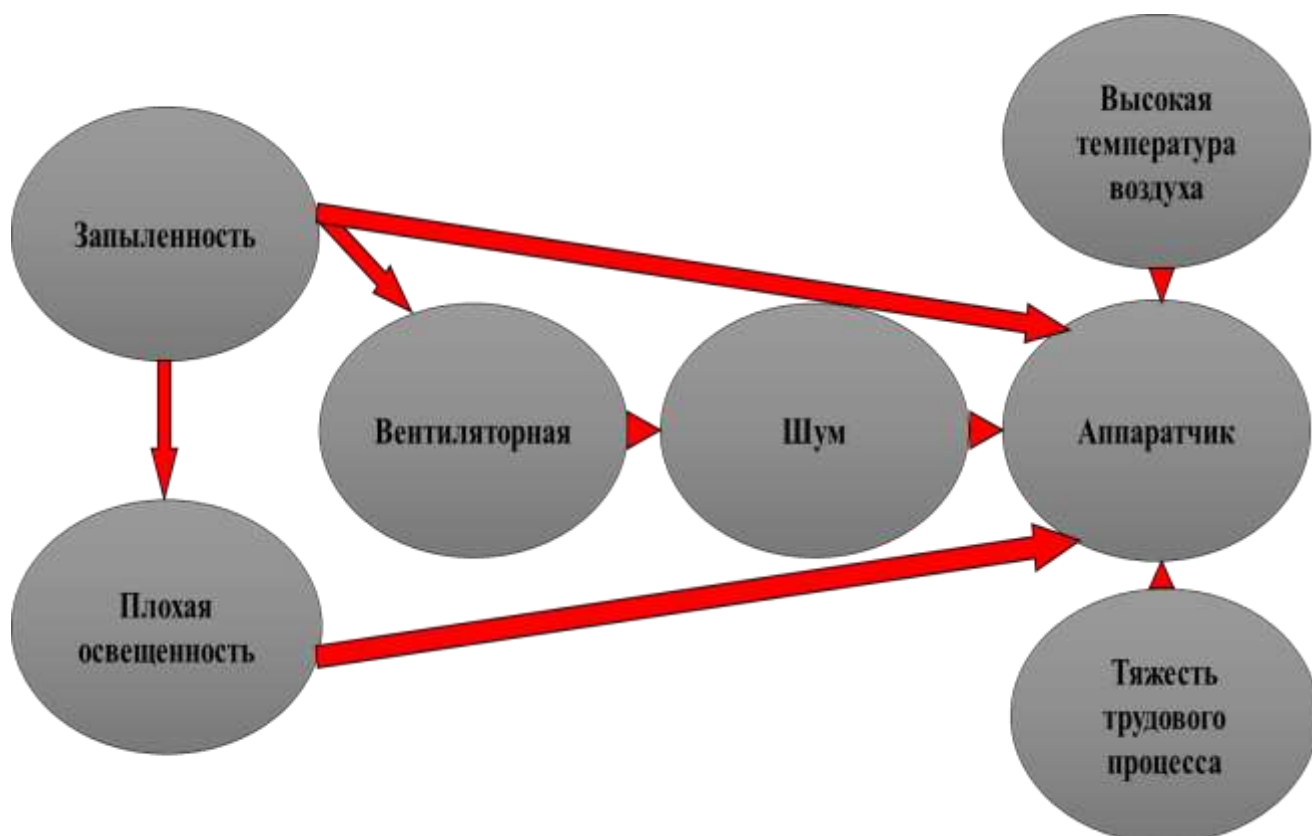 Высокая
температура
воздуха
Запыленность
Вентиляторная
Шум
Аппаратчик
Плохая
освещенность
Тяжесть
трудового
процесса